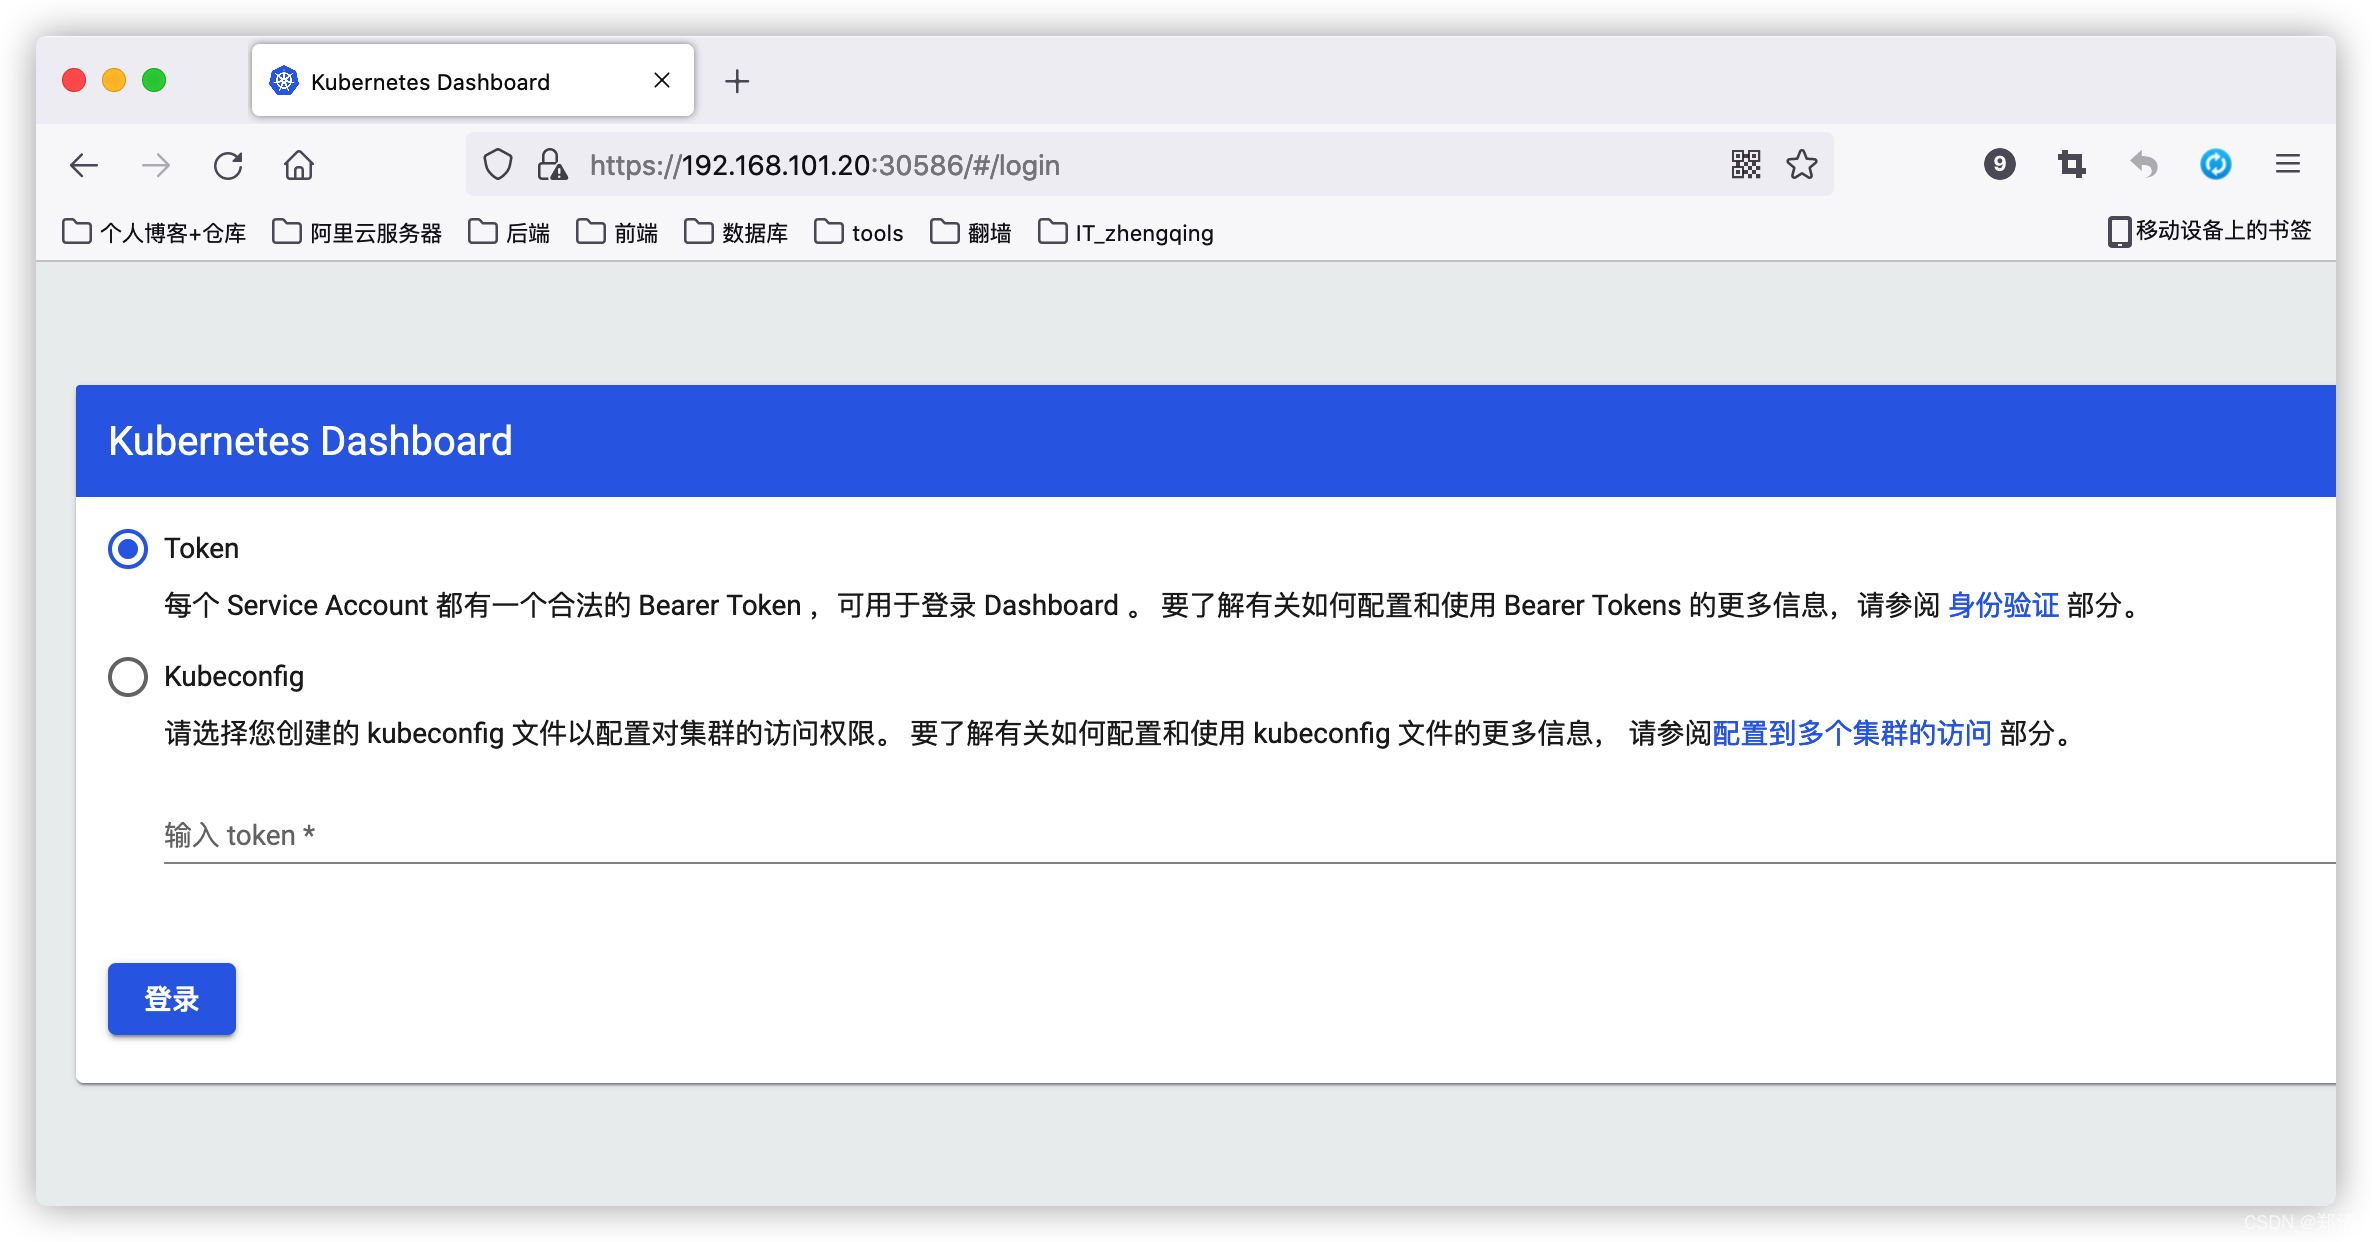 Kubernetes Dashboard
https://192.168.101.20:30586/#/login
9
个人博客+仓库 阿里云服务器 后端 前端 数据库 tools 翻墙 IT_zhengqing 移动设备上的书签
Kubernetes Dashboard
Token
每个 Service Account 都有一个合法的 Bearer Token ，可用于登录 Dashboard 。 要了解有关如何配置和使用 Bearer Tokens 的更多信息，请参阅 身份验证 部分。
Kubeconfig
请选择您创建的 kubeconfig 文件以配置对集群的访问权限。 要了解有关如何配置和使用 kubeconfig 文件的更多信息， 请参阅配置到多个集群的访问 部分。
输入 token *
登录
CSDN @郑